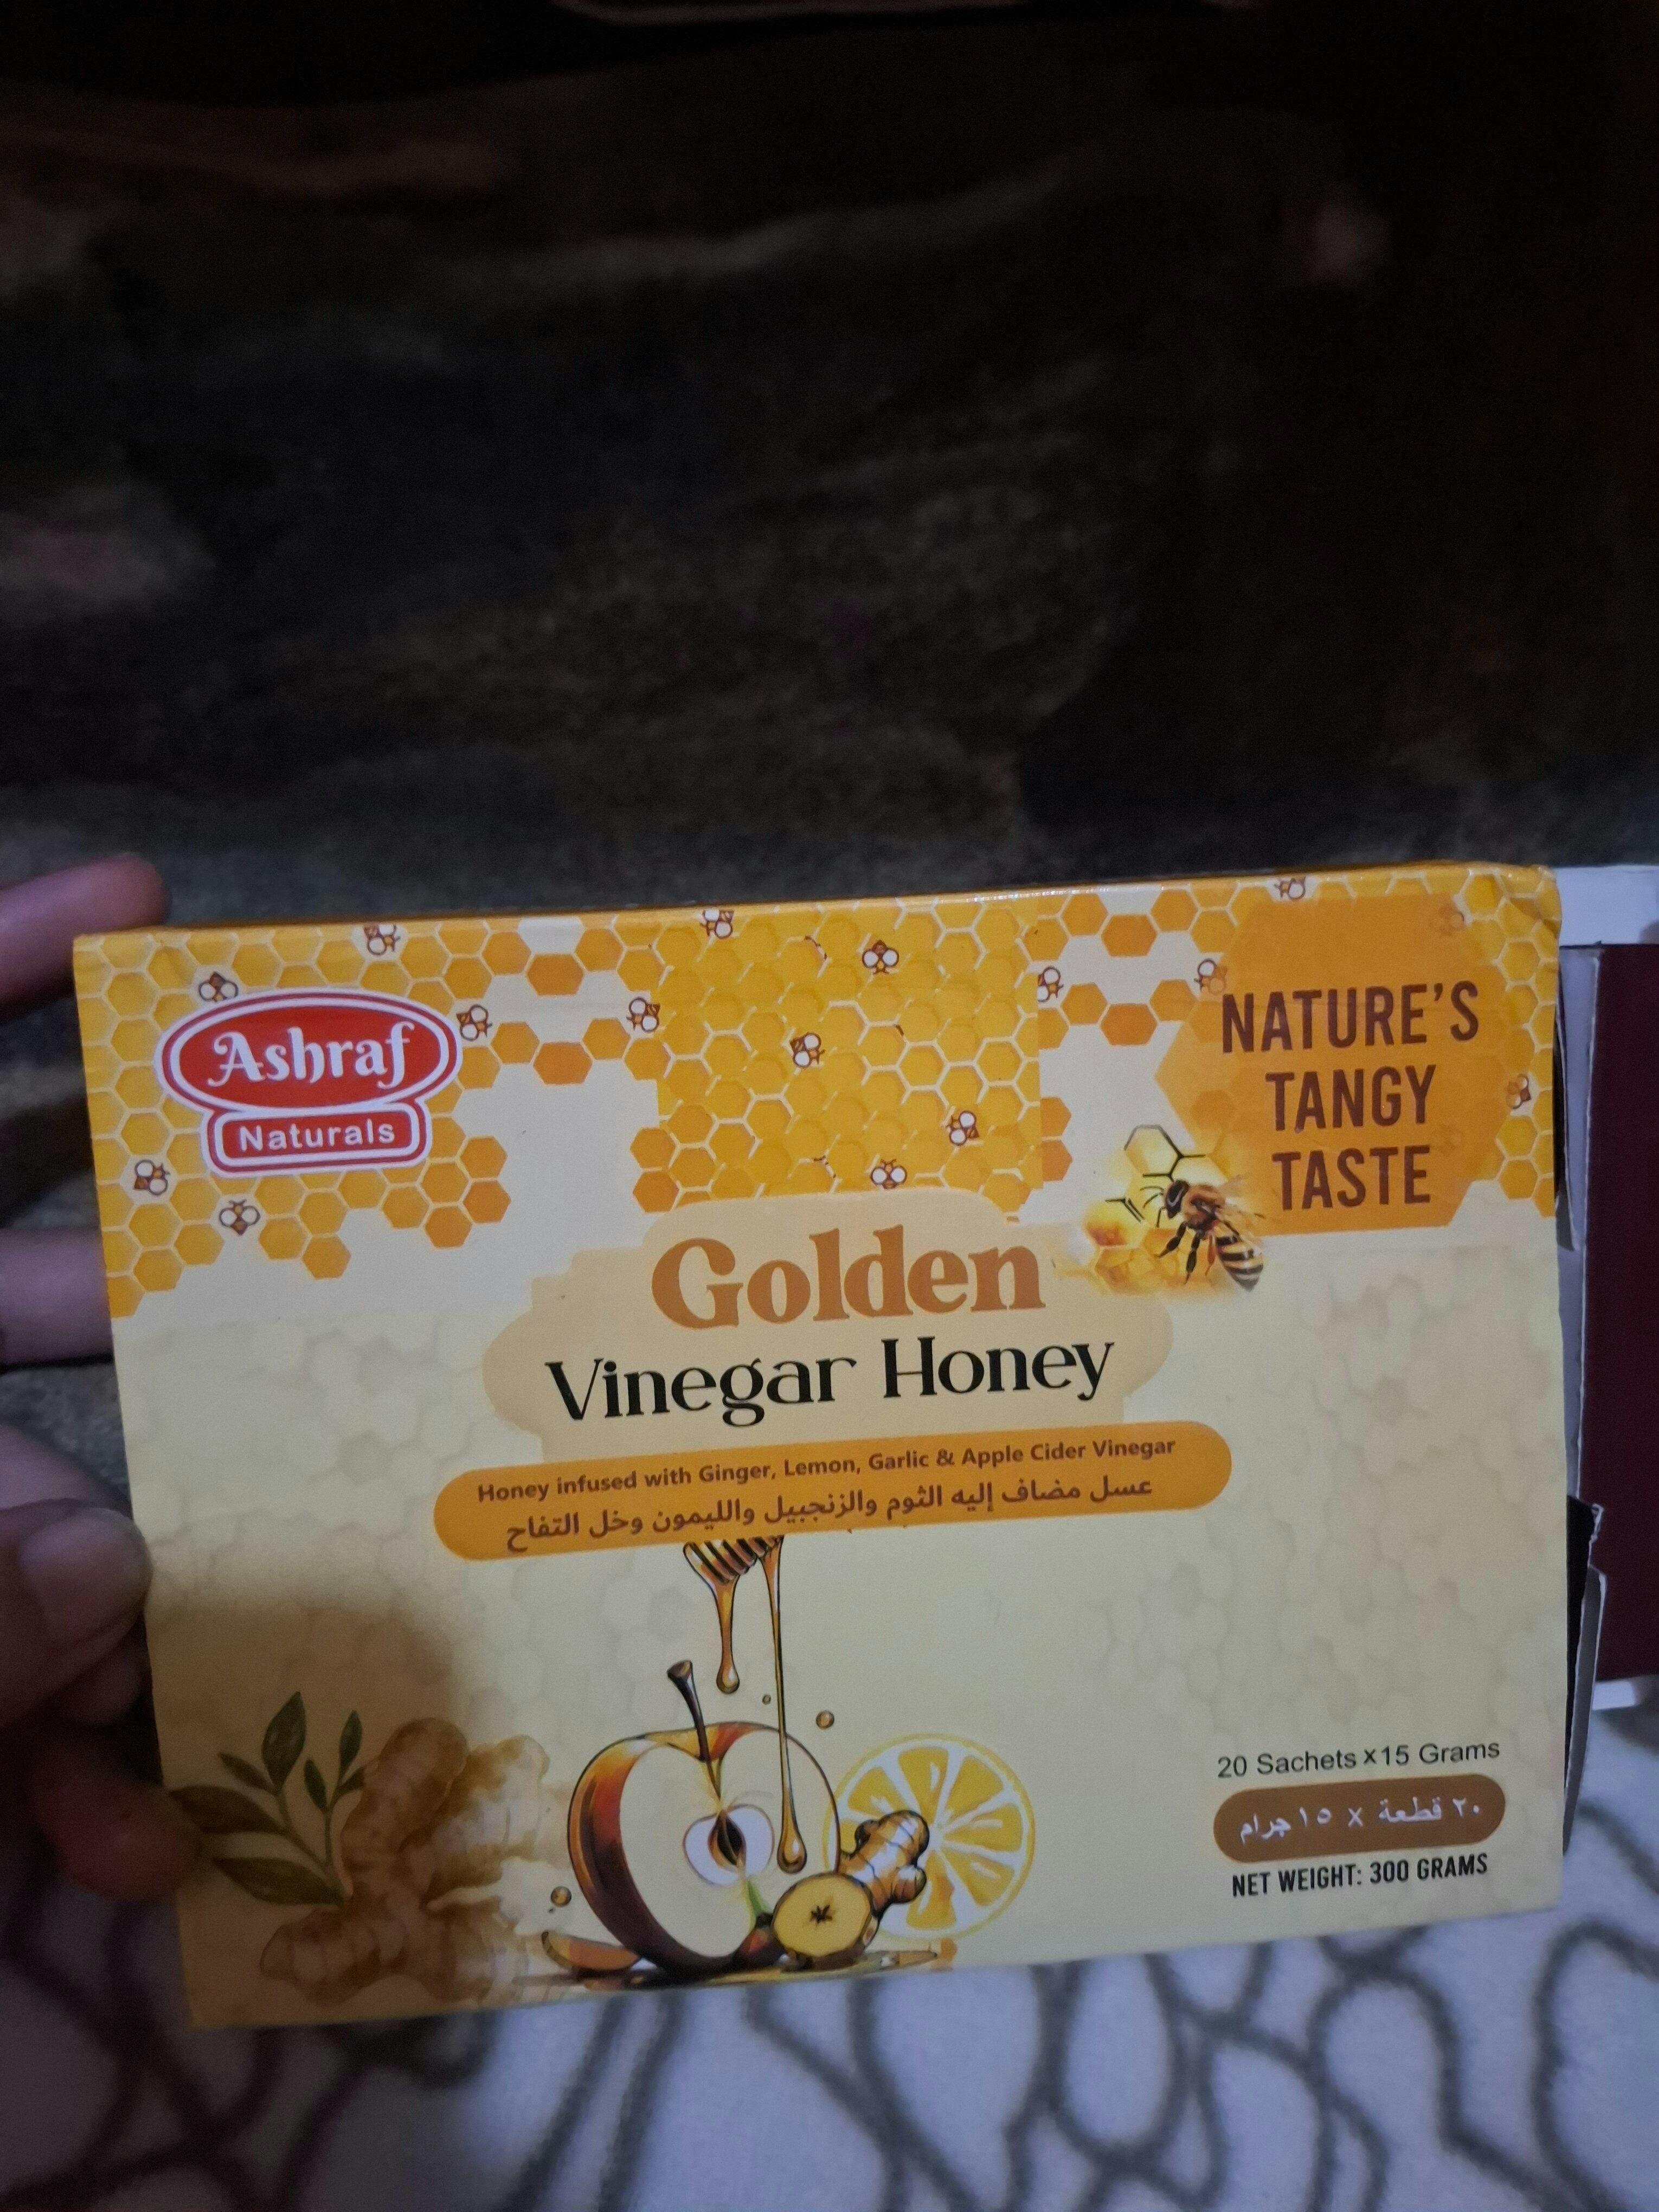 Ashraf
Naturals
NATURE'S
TANGY
TASTE
Golden
Vinegar Honey
Honey infused with Ginger, Lemon, Garlic & Apple Cider Vinegar
عسل مضاف إليه الثوم والزنجبيل والليمون وخل التفاح
20 Sachets x 15 Grams
٢٠ قطعة x ١٥ جرام
NET WEIGHT: 300 GRAMS